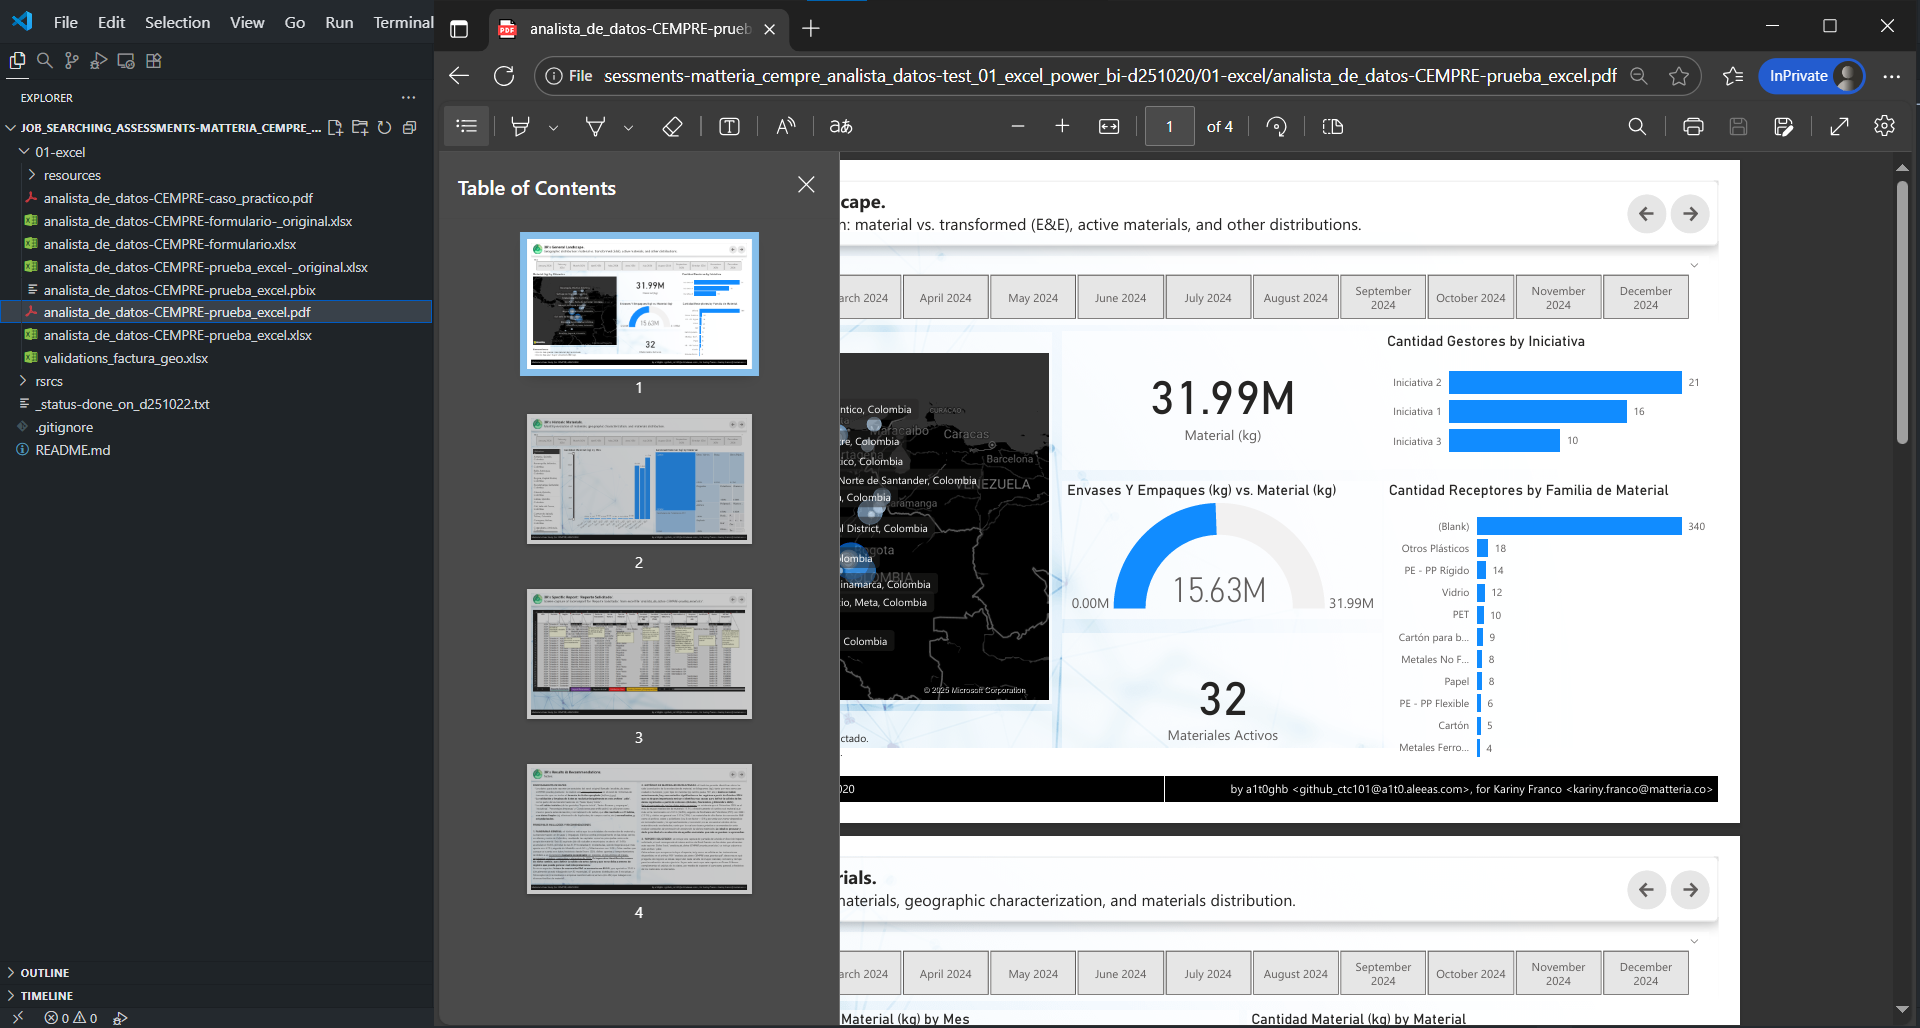 File Edit Selection View Go Run Terminal
EXPLORER
JOB_SEARCHING_ASSESSMENTS-MATTERIA_CEMPRE_...
01-excel
resources
analista_de_datos-CEMPRE-caso_practico.pdf
analista_de_datos-CEMPRE-formulario-_original.xlsx
analista_de_datos-CEMPRE-formulario.xlsx
analista_de_datos-CEMPRE-prueba_excel-_original.xlsx
analista_de_datos-CEMPRE-prueba_excel.pbix
analista_de_datos-CEMPRE-prueba_excel.pdf
analista_de_datos-CEMPRE-prueba_excel.xlsx
validations_factura_geo.xlsx
rsrcs
_status-done_on_d251022.txt
.gitignore
README.md
OUTLINE
TIMELINE
0 0
analista_de_datos-CEMPRE-prueb
File sessments-matteria_cempre_analista_datos-test_01_excel_power_bi-d251020/01-excel/analista_de_datos-CEMPRE-prueba_excel.pdf
InPrivate
1 of 4
Table of Contents
1
2
3
4
cape.
n: material vs. transformed (E&E), active materials, and other distributions.
arch 2024 April 2024 May 2024 June 2024 July 2024 August 2024 September 2024 October 2024 November 2024 December 2024
ntico, Colombia
CURACAO
Maracaibo
Caracas
re, Colombia
Barcelona
ico, Colombia
Norte de Santander, Colombia
VENEZUELA
, Colombia
aramanga
al District, Colombia
ogota
lombia
COLOMBIA
inamarca, Colombia
io, Meta, Colombia
Colombia
© 2025 Microsoft Corporation
ctado.
31.99M
Material (kg)
Envases Y Empaques (kg) vs. Material (kg)
15.63M
0.00M
31.99M
32
Materiales Activos
Cantidad Gestores by Iniciativa
Iniciativa 2 21
Iniciativa 1 16
Iniciativa 3 10
Cantidad Receptores by Familia de Material
(Blank) 340
Otros Plásticos 18
PE - PP Rígido 14
Vidrio 12
PET 10
Cartón para b... 9
Metales No F... 8
Papel 8
PE - PP Flexible 6
Cartón 5
Metales Ferro... 4
020
by a1t0ghb <github_ctc101@a1t0.aleeas.com>, for Kariny Franco <kariny.franco@matteria.co>
rials.
naterials, geographic characterization, and materials distribution.
arch 2024 April 2024 May 2024 June 2024 July 2024 August 2024 September 2024 October 2024 November 2024 December 2024
Material (kg) by Mes
Cantidad Material (kg) by Material